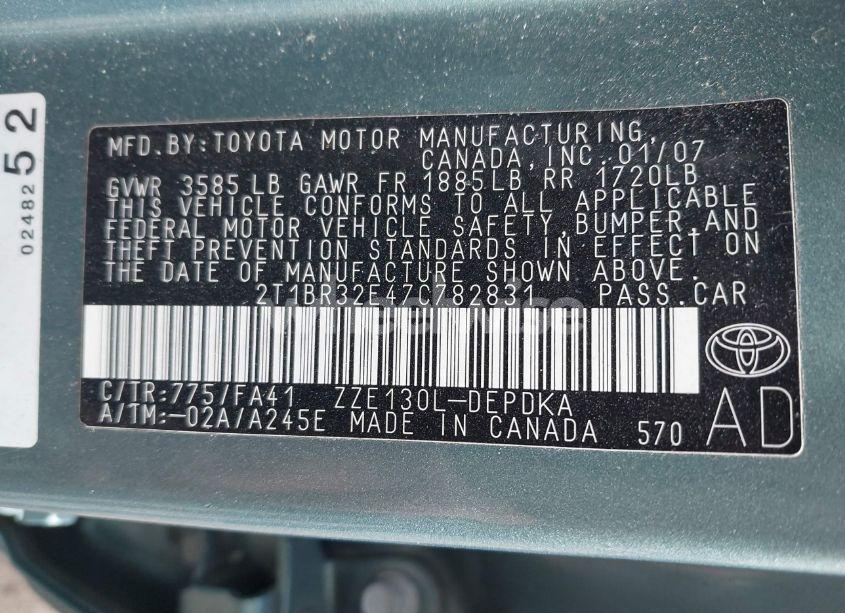 MFD.BY:TOYOTA MOTOR MANUFACTURING,
CANADA,INC. 01/07
GVWR 3585LB GAWR FR 1885LB RR 1720LB
THIS VEHICLE CONFORMS TO ALL APPLICABLE
FEDERAL MOTOR VEHICLE SAFETY,BUMPER,AND
THEFT PREVENTION STANDARDS IN EFFECT ON
THE DATE OF MANUFACTURE SHOWN ABOVE.
2T1BR32E47C782831 PASS.CAR
C/TR:775/FA41 ZZE130L-DEPDKA
A/TM:-02A/A245E MADE IN CANADA 570
AD
02482
52